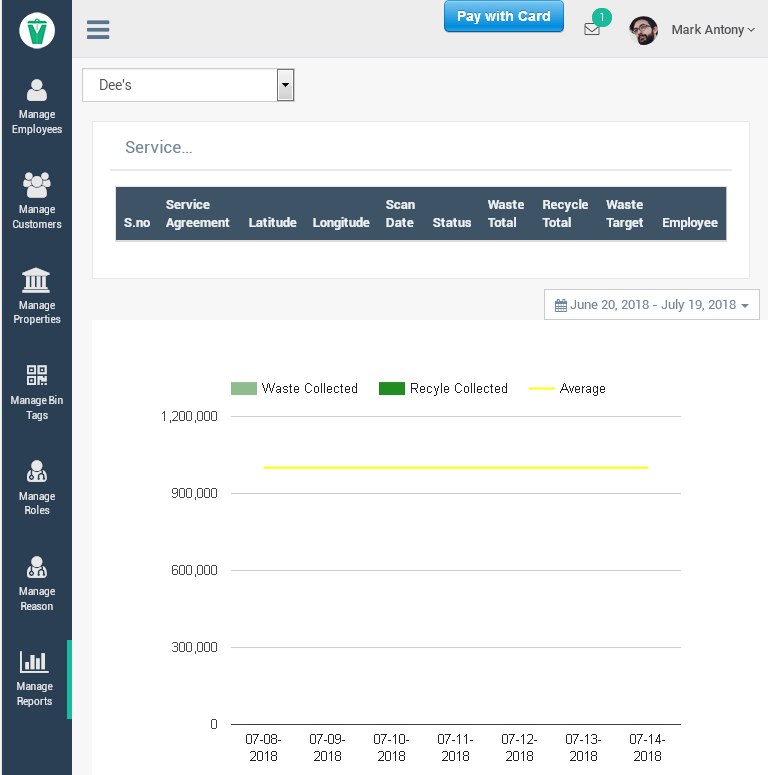 Pay with Card
1
Mark Antony
Dee's
Manage
Employees
Manage
Customers
Manage
Properties
Manage Bin
Tags
Manage
Roles
Manage
Reason
Manage
Reports
Service...
S.no
Service
Agreement
Latitude
Longitude
Scan
Date
Status
Waste
Total
Recycle
Total
Waste
Target
Employee
June 20, 2018 - July 19, 2018
Waste Collected
Recyle Collected
Average
1,200,000
900,000
600,000
300,000
0
07-08-
2018
07-09-
2018
07-10-
2018
07-11-
2018
07-12-
2018
07-13-
2018
07-14-
2018